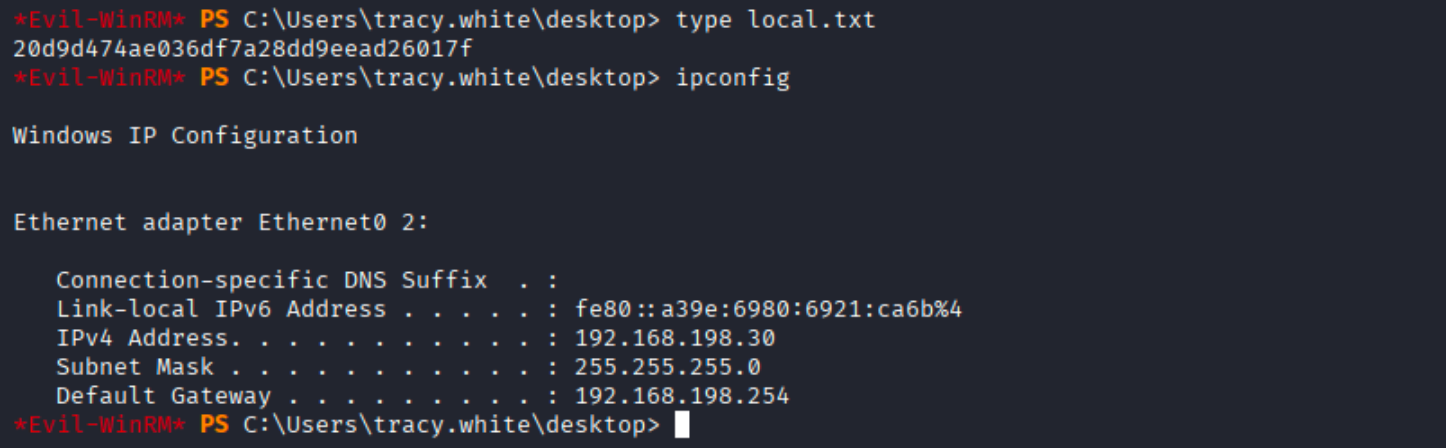 *Evil-WinRM* PS C:\Users\tracy.white\desktop> type local.txt
20d9d474ae036df7a28dd9eead26017f
*Evil-WinRM* PS C:\Users\tracy.white\desktop> ipconfig
Windows IP Configuration
Ethernet adapter Ethernet0 2:
   Connection-specific DNS Suffix  . :
   Link-local IPv6 Address . . . . . : fe80::a39e:6980:6921:ca6b%4
   IPv4 Address. . . . . . . . . . . : 192.168.198.30
   Subnet Mask . . . . . . . . . . . : 255.255.255.0
   Default Gateway . . . . . . . . . : 192.168.198.254
*Evil-WinRM* PS C:\Users\tracy.white\desktop>